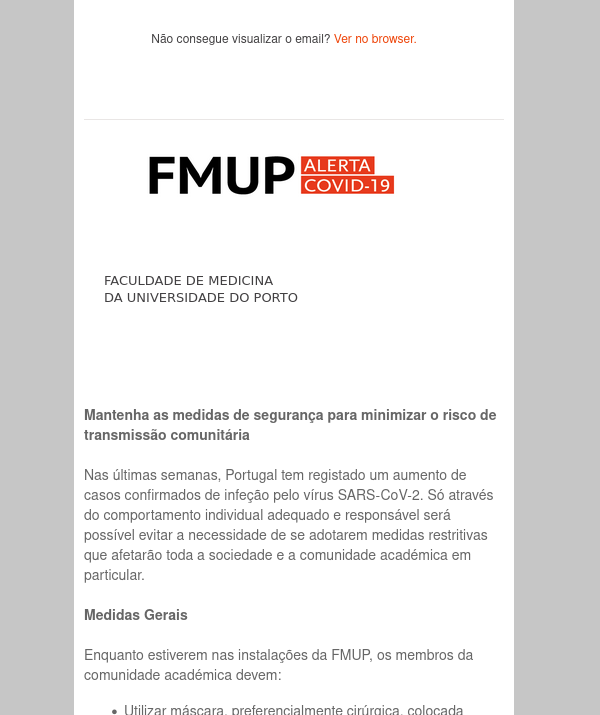 Não consegue visualizar o email? Ver no browser.
FMUP ALERTA
COVID-19
FACULDADE DE MEDICINA
DA UNIVERSIDADE DO PORTO
Mantenha as medidas de segurança para minimizar o risco de
transmissão comunitária
Nas últimas semanas, Portugal tem registado um aumento de
casos confirmados de infeção pelo vírus SARS-CoV-2. Só através
do comportamento individual adequado e responsável será
possível evitar a necessidade de se adotarem medidas restritivas
que afetarão toda a sociedade e a comunidade académica em
particular.
Medidas Gerais
Enquanto estiverem nas instalações da FMUP, os membros da
comunidade académica devem:
• Utilizar máscara, preferencialmente cirúrgica, colocada